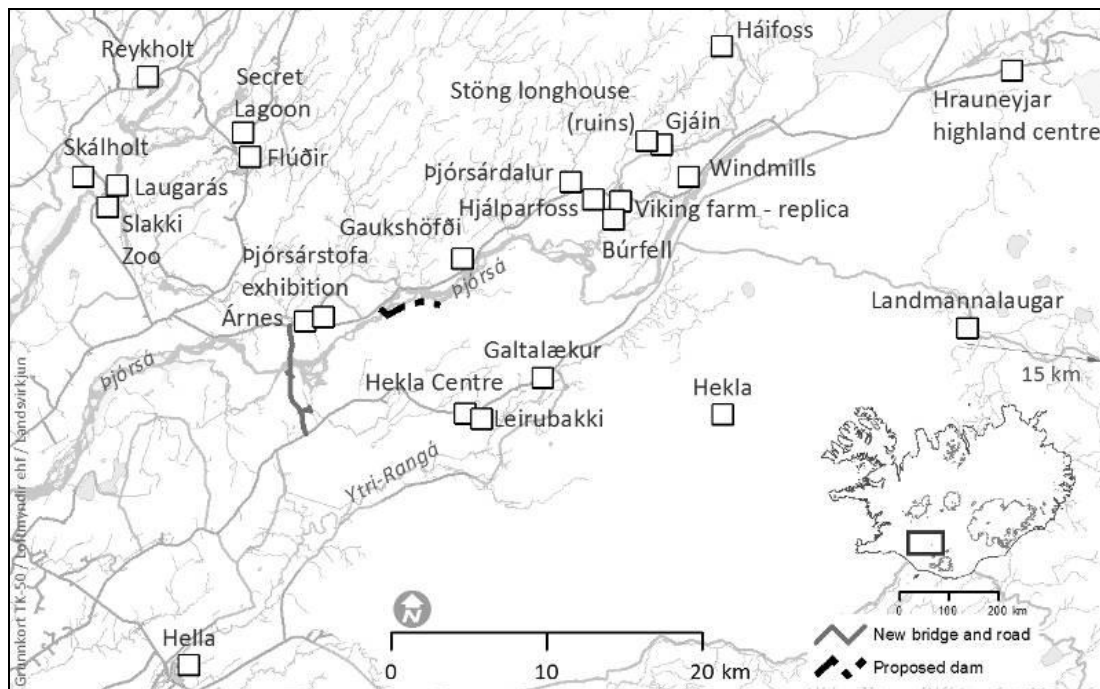 Háifoss
Reykholt
Secret
Lagoon
Stöng longhouse
(ruins)
Gjáin
Hrauneyjar
highland centre
Skálholt
Flúðir
Laugarás
Þjórsárdalur
Windmills
Slakki
Zoo
Hjálparfoss
Viking farm - replica
Gaukshöfði
Búrfell
Þjórsárstofa
exhibition
Þjórsá
Árnes
Landmannalaugar
Þjórsá
Galtalækur
15 km
Hekla Centre
Hekla
Leirubakki
Ytri-Rangá
Grunnkort TK-50 / Loftmyndir ehf / Landsvirkjun
N
0 200 km
0 10 20 km
New bridge and road
Proposed dam
Hella